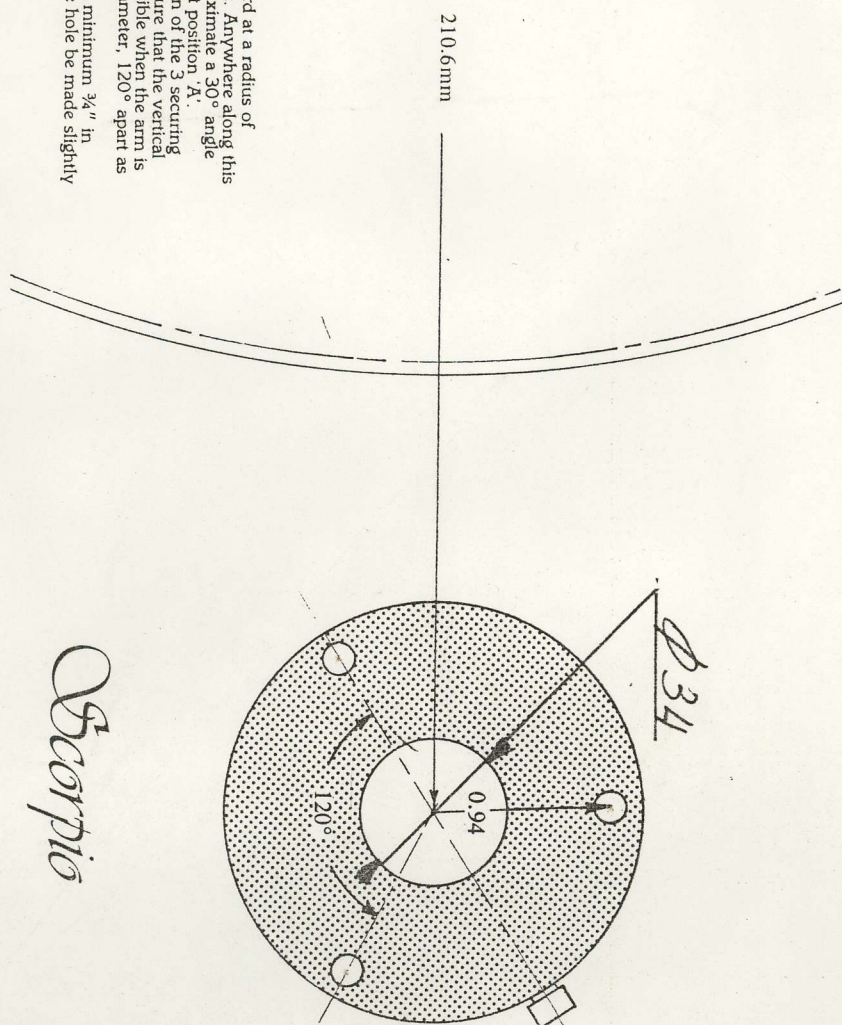 210.6mm
d at a radius of
. Anywhere along this
ximate a 30° angle
t position 'A'.
n of the 3 securing
ure that the vertical
ible when the arm is
meter, 120° apart as
minimum ¾" in
hole be made slightly
Φ34
0.94
120°
Scorpio